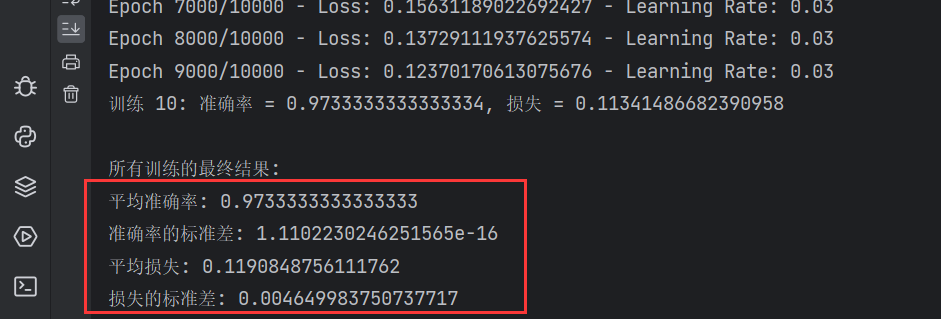 Epoch 7000/10000 - Loss: 0.15631189022692427 - Learning Rate: 0.03
Epoch 8000/10000 - Loss: 0.13729111937625574 - Learning Rate: 0.03
Epoch 9000/10000 - Loss: 0.12370170613075676 - Learning Rate: 0.03
训练 10: 准确率 = 0.9733333333333334, 损失 = 0.11341486682390958
所有训练的最终结果:
平均准确率: 0.9733333333333333
准确率的标准差: 1.1102230246251565e-16
平均损失: 0.1190848756111762
损失的标准差: 0.004649983750737717